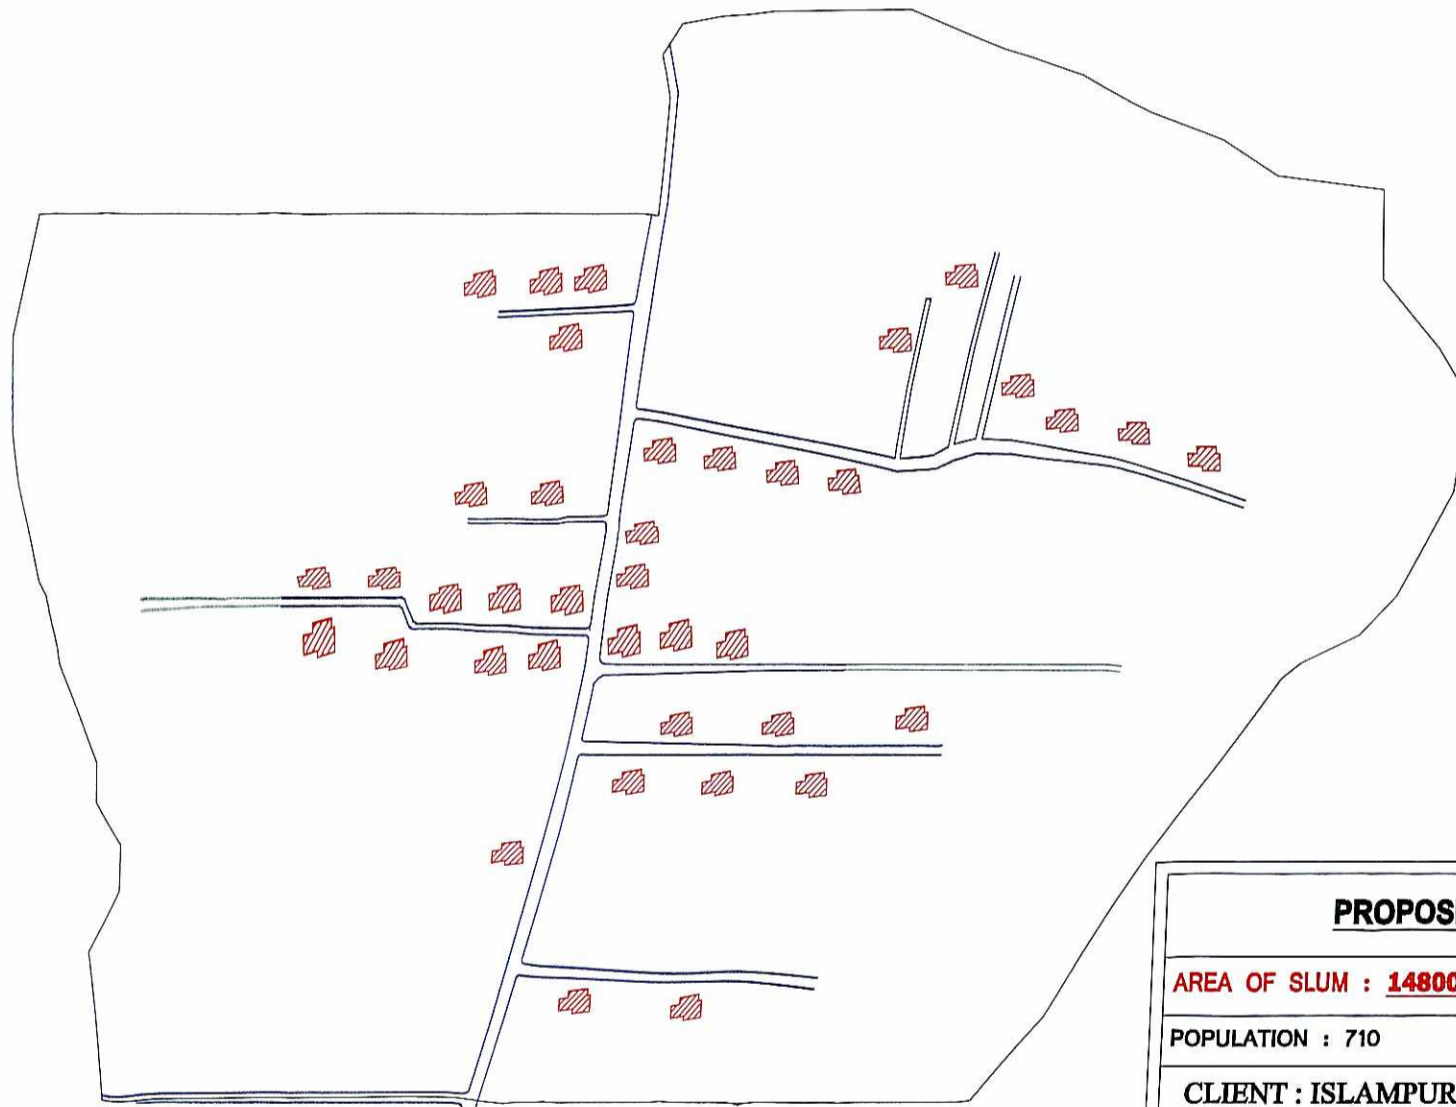 PROPOS
AREA OF SLUM : 14800
POPULATION : 710
CLIENT : ISLAMPUR